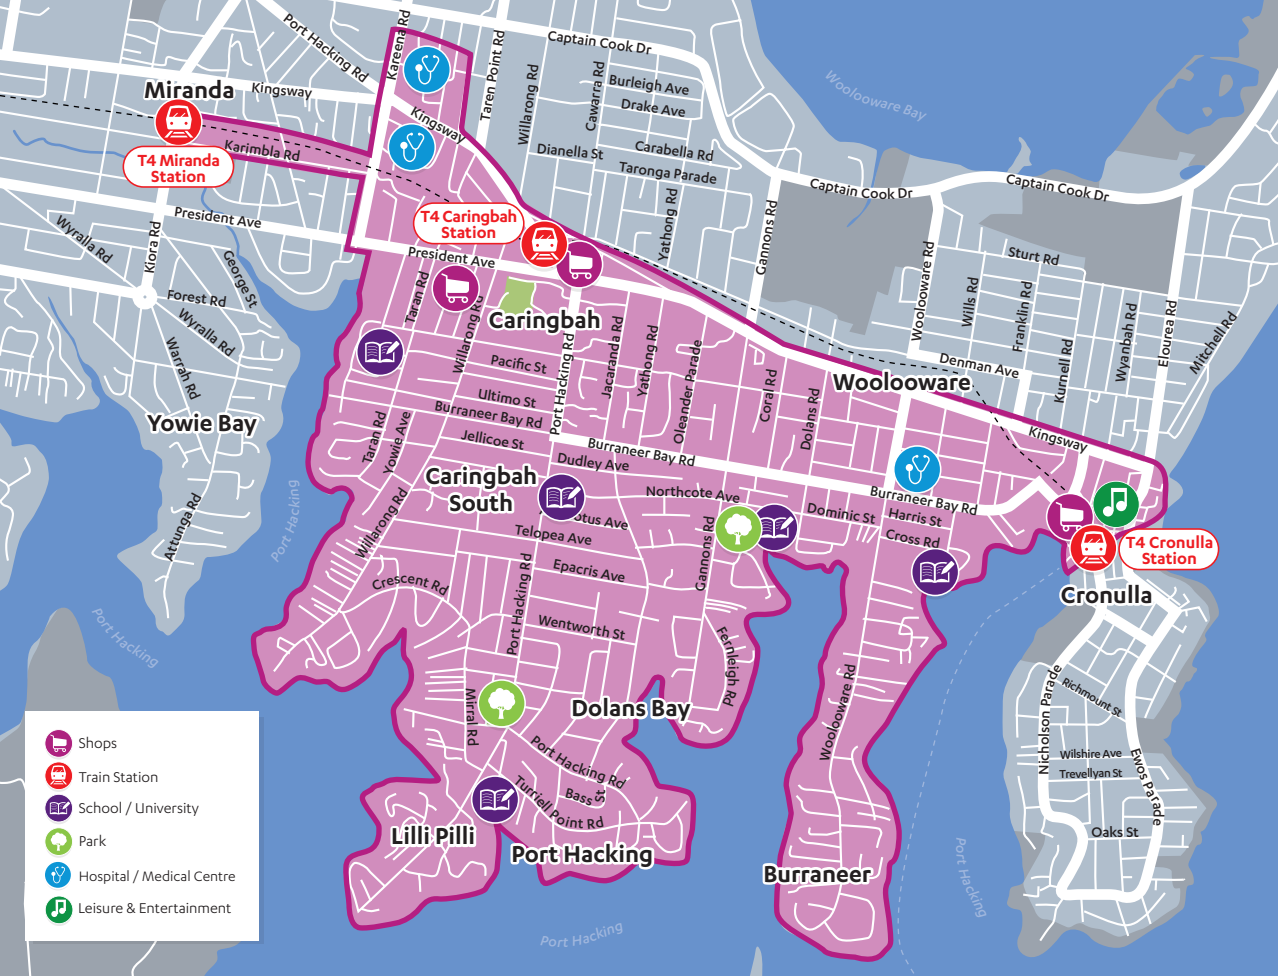 Port Hacking Rd
Kareena Rd
Taren Point Rd
Captain Cook Dr
Miranda
Kingsway
Kingsway
Willarong Rd
Cawarra Rd
Burleigh Ave
Drake Ave
Woolooware Bay
Karimbla Rd
T4 Miranda
Station
Dianella St
Carabella Rd
Taronga Parade
Captain Cook Dr
Captain Cook Dr
President Ave
T4 Caringbah
Station
Yathong Rd
Gannons Rd
Wyralla Rd
Kiora Rd
George St
President Ave
Woolooware Rd
Sturt Rd
Forest Rd
Wyralla Rd
Taran Rd
Willarong Rd
Caringbah
Wills Rd
Franklin Rd
Wyanbah Rd
Elourea Rd
Mitchell Rd
Kurnell Rd
Warrah Rd
Pacific St
Port Hacking Rd
Jacaranda Rd
Yathong Rd
Oleander Parade
Coral Rd
Dolans Rd
Woolooware
Denman Ave
Yowie Bay
Ultimo St
Burraneer Bay Rd
Taran Rd
Yowie Ave
Jellicoe St
Burraneer Bay Rd
Dudley Ave
Kingsway
Caringbah
South
Northcote Ave
Burraneer Bay Rd
Port Hacking
Attunga Rd
Willarong Rd
otus Ave
Telopea Ave
Gannons Rd
Dominic St
Harris St
Cross Rd
T4 Cronulla
Station
Crescent Rd
Port Hacking Rd
Epacris Ave
Cronulla
Port Hacking
Wentworth St
Fernleigh Rd
Woolooware Rd
Nicholson Parade
Richmount St
Mirral Rd
Dolans Bay
Port Hacking Rd
Wilshire Ave
Trevellyan St
Ewos Parade
Bass St
Turriell Point Rd
Oaks St
Lilli Pilli
Port Hacking
Burraneer
Port Hacking
Port Hacking
Shops
Train Station
School / University
Park
Hospital / Medical Centre
Leisure & Entertainment